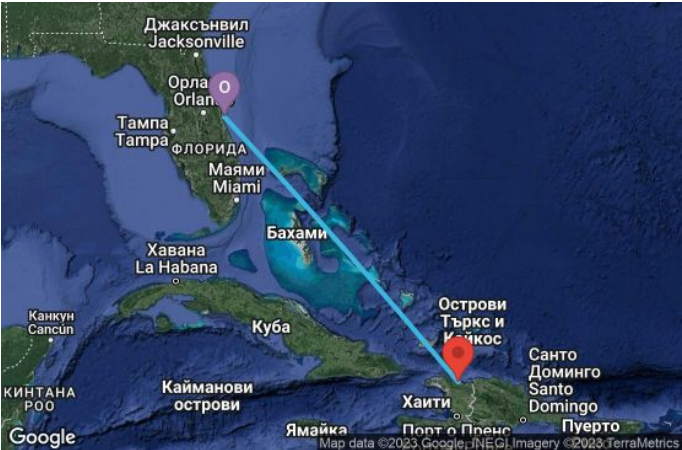 Джаксънвил
Jacksonville
Орла
O
Orlan
Тампа
Tampa
ФЛОРИДА
Маями
Miami
Бахами
Хавана
La Habana
Острови
Търкс и
Кайкос
Канкун
Cancún
Куба
Санто
Доминго
Santo
Domingo
КИНТАНА
РОО
Кайманови
острови
Хаити
Порт о Пренс
Пуерто
Ямайка
Google
Map data ©2023 Google, INEGI Imagery ©2023 TerraMetrics